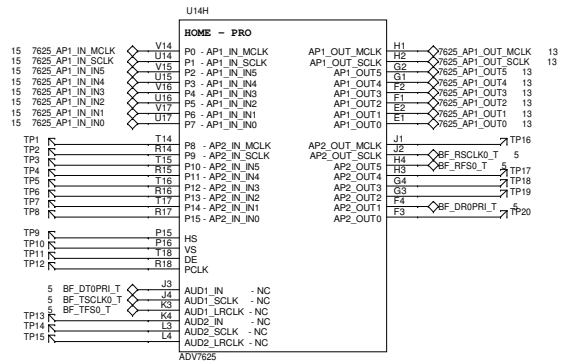 U14H
HOME - PRO
15 7625_AP1_IN_MCLK V14 P0 - AP1_IN_MCLK AP1_OUT_MCLK H1 7625_AP1_OUT_MCLK 13
15 7625_AP1_IN_SCLK U14 P1 - AP1_IN_SCLK AP1_OUT_SCLK H2 7625_AP1_OUT_SCLK 13
15 7625_AP1_IN_IN5 V15 P2 - AP1_IN_IN5 AP1_OUT5 G2 7625_AP1_OUT5 13
15 7625_AP1_IN_IN4 U15 P3 - AP1_IN_IN4 AP1_OUT4 G1 7625_AP1_OUT4 13
15 7625_AP1_IN_IN3 V16 P4 - AP1_IN_IN3 AP1_OUT3 F2 7625_AP1_OUT3 13
15 7625_AP1_IN_IN2 U16 P5 - AP1_IN_IN2 AP1_OUT2 F1 7625_AP1_OUT2 13
15 7625_AP1_IN_IN1 V17 P6 - AP1_IN_IN1 AP1_OUT1 E2 7625_AP1_OUT1 13
15 7625_AP1_IN_IN0 U17 P7 - AP1_IN_IN0 AP1_OUT0 E1 7625_AP1_OUT0 13
TP1 T14 P8 - AP2_IN_MCLK AP2_OUT_MCLK J1 TP16
TP2 R14 P9 - AP2_IN_SCLK AP2_OUT_SCLK J2 BF_RSCLK0_T 5
TP3 T15 P10 - AP2_IN_IN5 AP2_OUT5 H4 BF_RFS0_T 5
TP4 R15 P11 - AP2_IN_IN4 AP2_OUT4 H3 TP17
TP5 T16 P12 - AP2_IN_IN3 AP2_OUT3 G4 TP18
TP6 R16 P13 - AP2_IN_IN2 AP2_OUT2 G3 TP19
TP7 T17 P14 - AP2_IN_IN1 AP2_OUT1 F4 BF_DR0PRI_T 5
TP8 R17 P15 - AP2_IN_IN0 AP2_OUT0 F3 TP20
TP9 P15 HS
TP10 P16 VS
TP11 T18 DE
TP12 R18 PCLK
5 BF_DT0PRI_T J3 AUD1_IN - NC
5 BF_TSCLK0_T J4 AUD1_SCLK - NC
5 BF_TFS0_T K3 AUD1_LRCLK - NC
TP13 K4 AUD2_IN - NC
TP14 L3 AUD2_SCLK - NC
TP15 L4 AUD2_LRCLK - NC
ADV7625